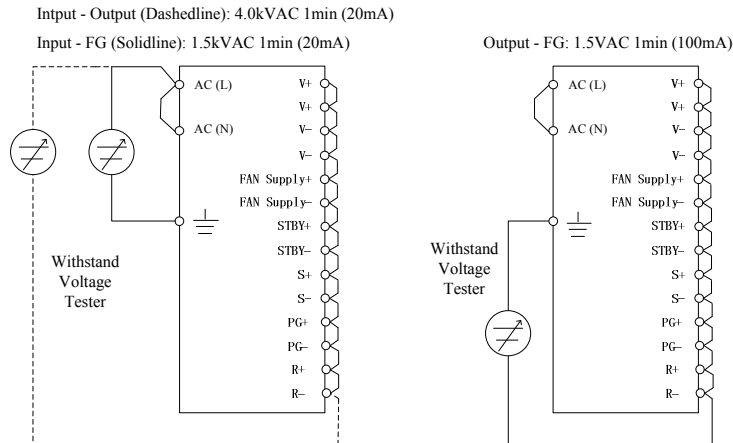 Intput - Output (Dashedline): 4.0kVAC 1min (20mA)
Input - FG (Solidline): 1.5kVAC 1min (20mA)
AC (L)
AC (N)
V+
V+
V-
V-
FAN Supply+
FAN Supply-
STBY+
STBY-
S+
S-
PG+
PG-
R+
R-
Withstand
Voltage
Tester
Output - FG: 1.5VAC 1min (100mA)
AC (L)
AC (N)
V+
V+
V-
V-
FAN Supply+
FAN Supply-
STBY+
STBY-
S+
S-
PG+
PG-
R+
R-
Withstand
Voltage
Tester